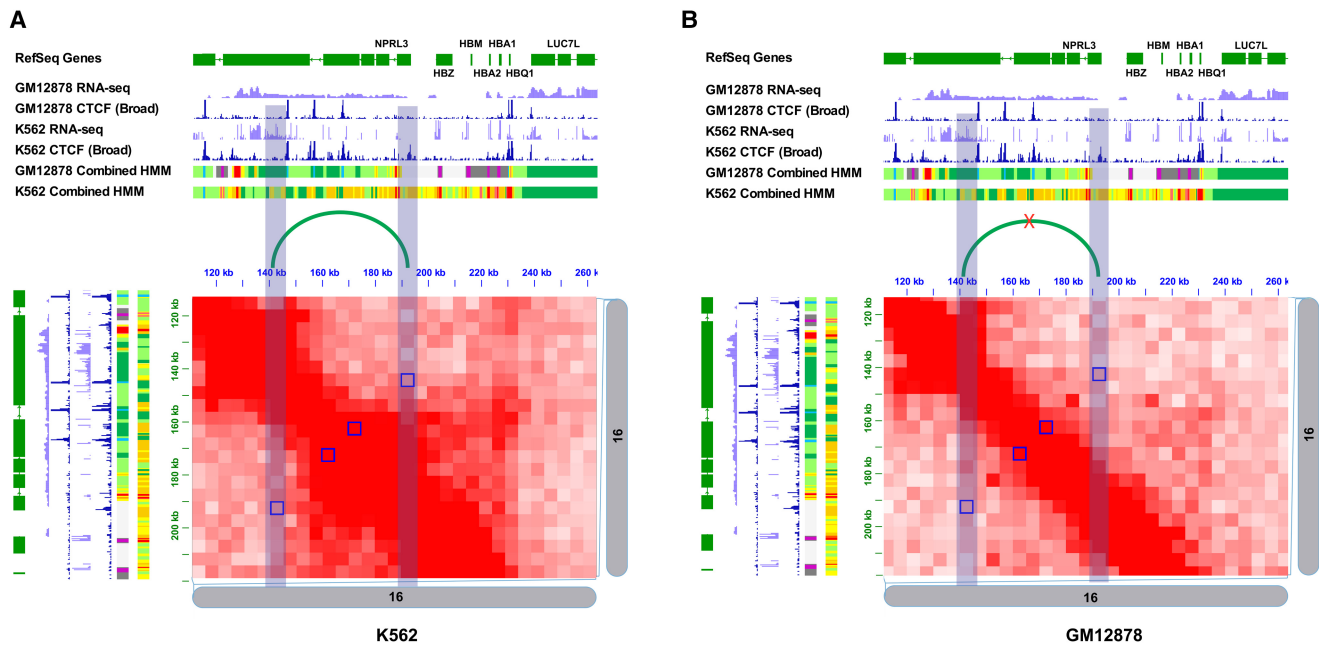 A
RefSeq Genes
NPRL3 HBM HBA1 LUC7L
HBZ HBA2 HBQ1
GM12878 RNA-seq
GM12878 CTCF (Broad)
K562 RNA-seq
K562 CTCF (Broad)
GM12878 Combined HMM
K562 Combined HMM
120 kb 140 kb 160 kb 180 kb 200 kb 220 kb 240 kb 260 k
120 kb
140 kb
160 kb
180 kb
200 kb
16
16
K562
B
RefSeq Genes
NPRL3 HBM HBA1 LUC7L
HBZ HBA2 HBQ1
GM12878 RNA-seq
GM12878 CTCF (Broad)
K562 RNA-seq
K562 CTCF (Broad)
GM12878 Combined HMM
K562 Combined HMM
X
120 kb 140 kb 160 kb 180 kb 200 kb 220 kb 240 kb 260 k
120 kb
140 kb
160 kb
180 kb
200 kb
16
16
GM12878